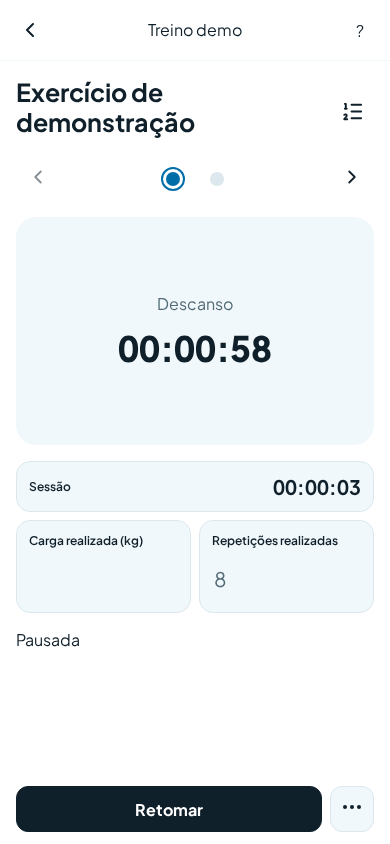 Treino demo
?
Exercício de
demonstração
Descanso
00:00:58
Sessão
00:00:03
Carga realizada (kg)
Repetições realizadas
8
Pausada
Retomar